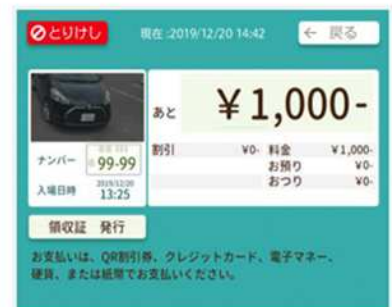 とりけし
現在 :2019/12/20 14:42
← 戻る
あと ¥1,000-
ナンバー 99-99
入場日時 2019/12/20 13:25
割引 ¥0-
料金 ¥1,000-
お預り ¥0-
おつり ¥0-
領収証 発行
お支払いは、QR割引券、クレジットカード、電子マネー、
硬貨、または紙幣でお支払いください。